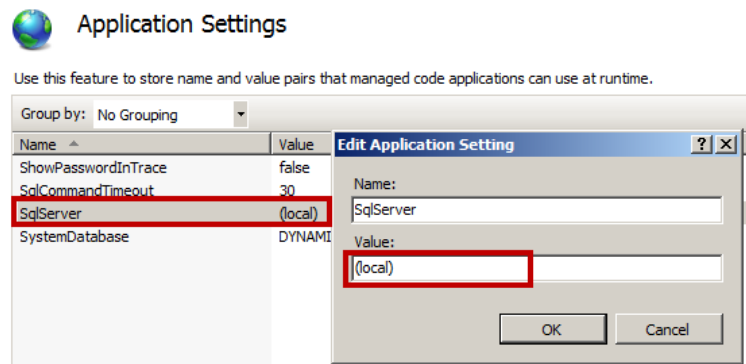 Application Settings
Use this feature to store name and value pairs that managed code applications can use at runtime.
Group by: No Grouping
Name Value
ShowPasswordInTrace false
SqlCommandTimeout 30
SqlServer (local)
SystemDatabase DYNAMI
Edit Application Setting
Name:
SqlServer
Value:
(local)
OK Cancel